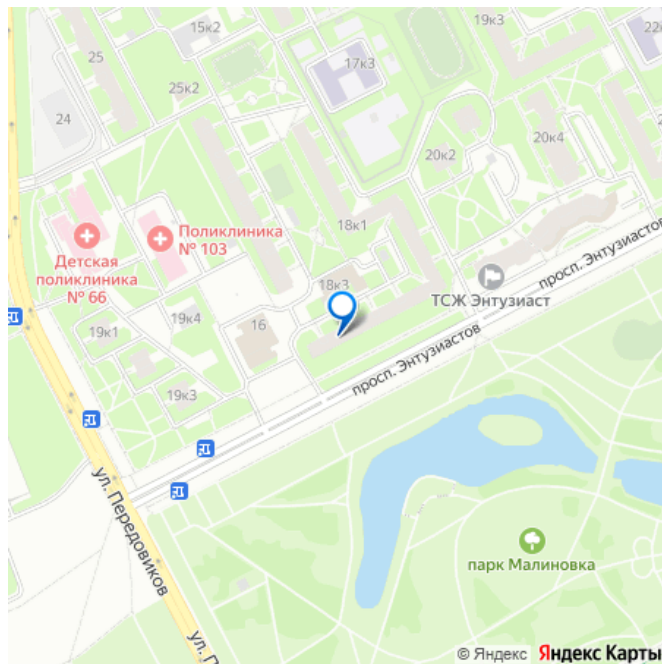 15к2
19к3
22к
25
17к3
25к2
24
20к4
20к2
Поликлиника
№ 103
18к1
Детская
поликлиника
№ 66
просп. Энтузиастов
18к3
ТСЖ Энтузиаст
19к4
16
19к1
просп. Энтузиастов
19к3
ул. Передовиков
парк Малиновка
ул. П
© Яндекс Яндекс Карты